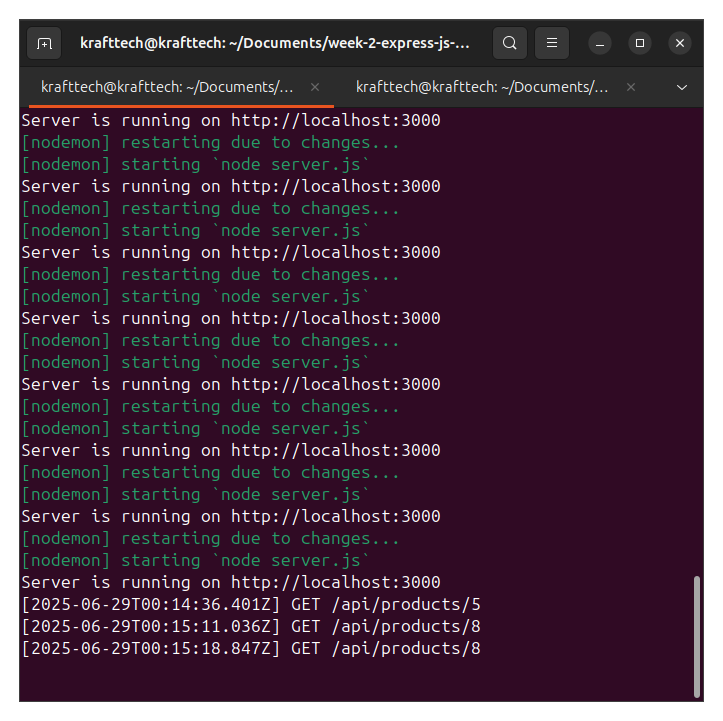 krafttech@krafttech: ~/Documents/week-2-express-js-...
krafttech@krafttech: ~/Documents/... × krafttech@krafttech: ~/Documents/... ×
Server is running on http://localhost:3000
[nodemon] restarting due to changes...
[nodemon] starting `node server.js`
Server is running on http://localhost:3000
[nodemon] restarting due to changes...
[nodemon] starting `node server.js`
Server is running on http://localhost:3000
[nodemon] restarting due to changes...
[nodemon] starting `node server.js`
Server is running on http://localhost:3000
[nodemon] restarting due to changes...
[nodemon] starting `node server.js`
Server is running on http://localhost:3000
[nodemon] restarting due to changes...
[nodemon] starting `node server.js`
Server is running on http://localhost:3000
[nodemon] restarting due to changes...
[nodemon] starting `node server.js`
Server is running on http://localhost:3000
[nodemon] restarting due to changes...
[nodemon] starting `node server.js`
Server is running on http://localhost:3000
[2025-06-29T00:14:36.401Z] GET /api/products/5
[2025-06-29T00:15:11.036Z] GET /api/products/8
[2025-06-29T00:15:18.847Z] GET /api/products/8